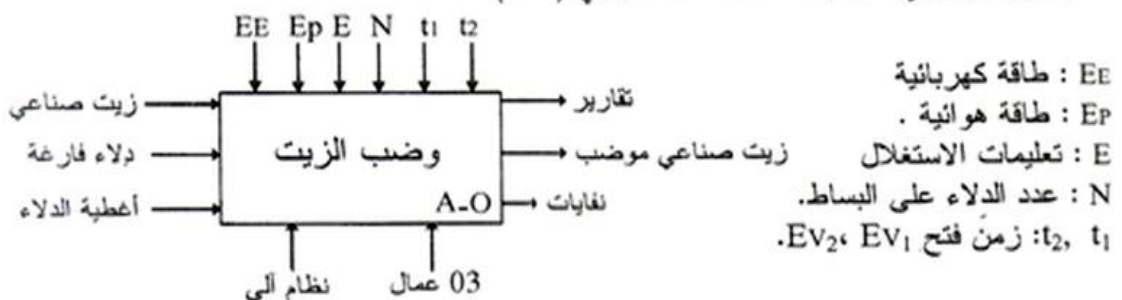 EE Ep E N t1 t2
زيت صناعي
دلاء فارغة
أغطية الدلاء
وضب الزيت
A-O
تقارير
زيت صناعي موضب
نفايات
نظام آلي
03 عمال
EE : طاقة كهربائية
EP : طاقة هوائية .
E : تعليمات الاستغلال
N : عدد الدلاء على البساط.
t2, t1: زمن فتح Ev2، Ev1.